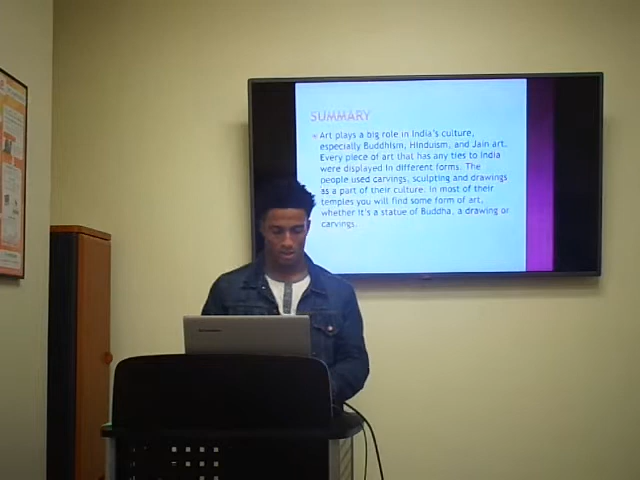 SUMMARY
Art plays a big role in India's culture,
especially Buddhism, Hinduism, and Jain art.
Every piece of art that has any ties to India
were displayed in different forms. The
people used carvings, sculpting and drawings
as a part of their culture. In most of their
temples you will find some form of art,
whether it's a statue of Buddha, a drawing or
carvings.